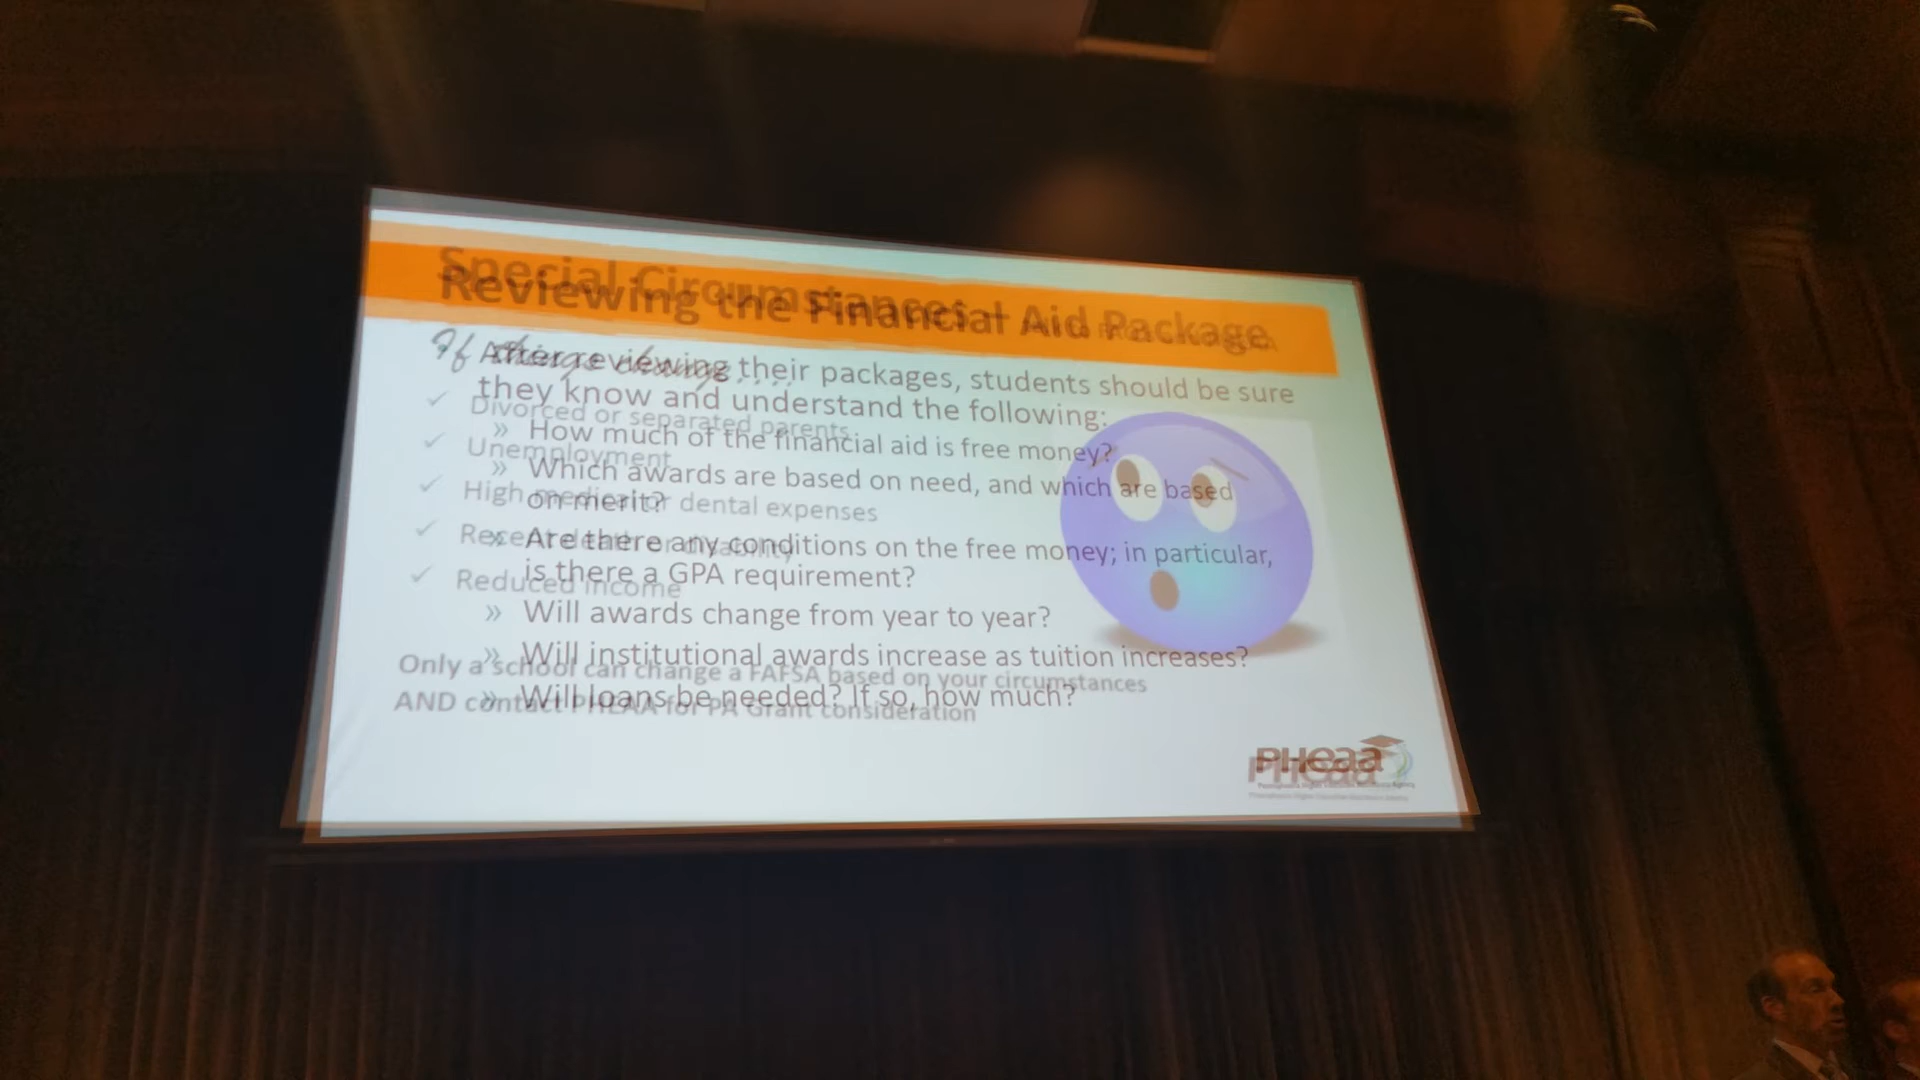 Special Circumstances –
Reviewing the Financial Aid Package
If things change.....
After reviewing their packages, students should be sure
they know and understand the following:
Divorced or separated parents
» How much of the financial aid is free money?
Unemployment
» Which awards are based on need, and which are based
on merit?
High medical or dental expenses
» Are there any conditions on the free money; in particular,
is there a GPA requirement?
Recent death or disability
Reduced income
» Will awards change from year to year?
» Will institutional awards increase as tuition increases?
Only a school can change a FAFSA based on your circumstances
» Will loans be needed? If so, how much?
AND contact PHEAA for PA Grant consideration
PHeaa